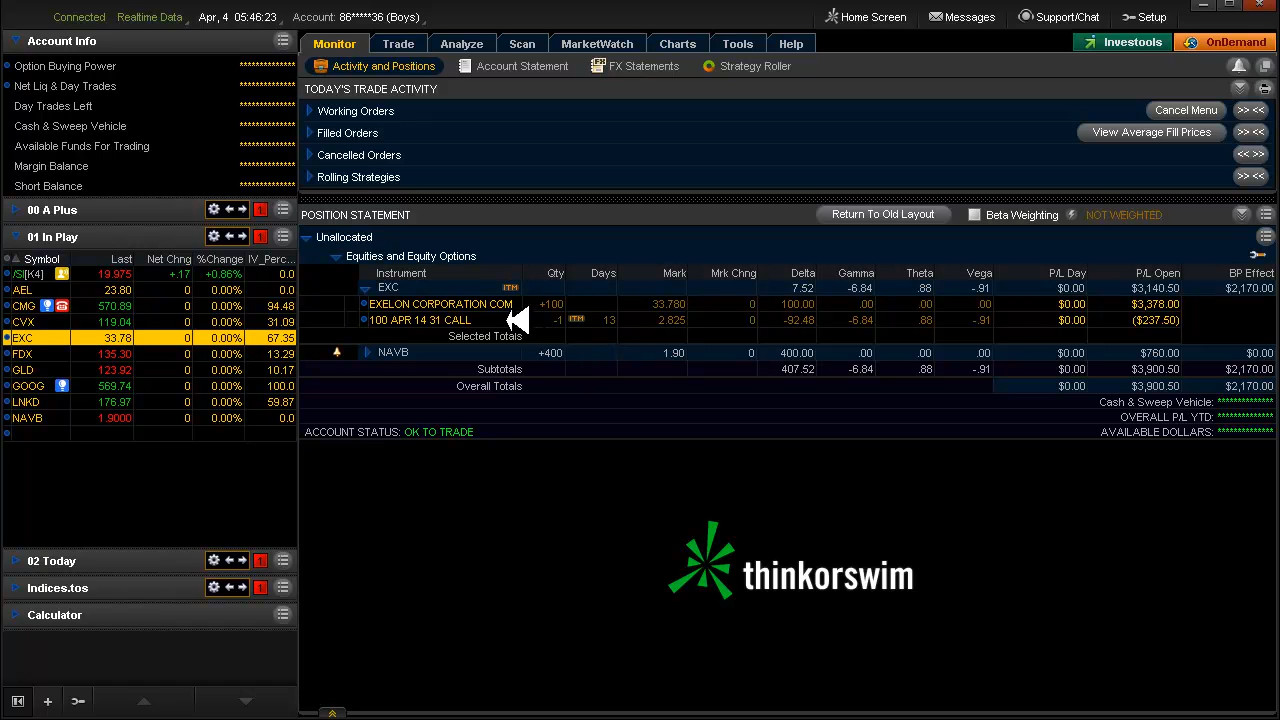 Connected Realtime Data Apr, 4 05:46:23 Account: 86*****36 (Boys) Home Screen Messages Support/Chat Setup
Account Info
Option Buying Power **************
Net Liq & Day Trades **************
Day Trades Left **************
Cash & Sweep Vehicle **************
Available Funds For Trading **************
Margin Balance **************
Short Balance **************
00 A Plus 1
01 In Play 1
Symbol Last Net Chng %Change IV_Perc...
/SI[K4] 19.975 +.17 +0.86% 0.0
AEL 23.80 0 0.00% 0.0
CMG 570.89 0 0.00% 94.48
CVX 119.04 0 0.00% 31.09
EXC 33.78 0 0.00% 67.35
FDX 135.30 0 0.00% 13.29
GLD 123.92 0 0.00% 10.17
GOOG 569.74 0 0.00% 100.0
LNKD 176.97 0 0.00% 59.87
NAVB 1.9000 0 0.00% 0.0
02 Today 1
Indices.tos 1
Calculator
Monitor Trade Analyze Scan MarketWatch Charts Tools Help Investools OnDemand
Activity and Positions Account Statement FX Statements Strategy Roller
TODAY'S TRADE ACTIVITY
Working Orders Cancel Menu >> <<
Filled Orders View Average Fill Prices >> <<
Cancelled Orders << >>
Rolling Strategies >> <<
POSITION STATEMENT Return To Old Layout Beta Weighting NOT WEIGHTED
Unallocated
Equities and Equity Options
Instrument Qty Days Mark Mrk Chng Delta Gamma Theta Vega P/L Day P/L Open BP Effect
EXC ITM 7.52 -6.84 .88 -.91 $0.00 $3,140.50 $2,170.00
EXELON CORPORATION COM +100 33.780 0 100.00 .00 .00 .00 $0.00 $3,378.00
100 APR 14 31 CALL -1 ITM 13 2.825 0 -92.48 -6.84 .88 -.91 $0.00 ($237.50)
Selected Totals
NAVB +400 1.90 0 400.00 .00 .00 .00 $0.00 $760.00 $0.00
Subtotals 407.52 -6.84 .88 -.91 $0.00 $3,900.50 $2,170.00
Overall Totals $0.00 $3,900.50 $2,170.00
Cash & Sweep Vehicle: **************
OVERALL P/L YTD: **************
ACCOUNT STATUS: OK TO TRADE AVAILABLE DOLLARS: **************
thinkorswim